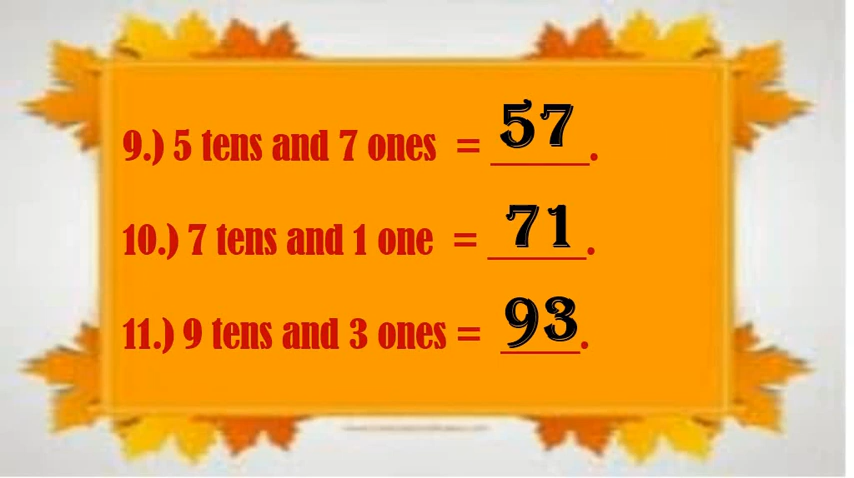 9.) 5 tens and 7 ones = 57.
10.) 7 tens and 1 one = 71.
11.) 9 tens and 3 ones = 93.